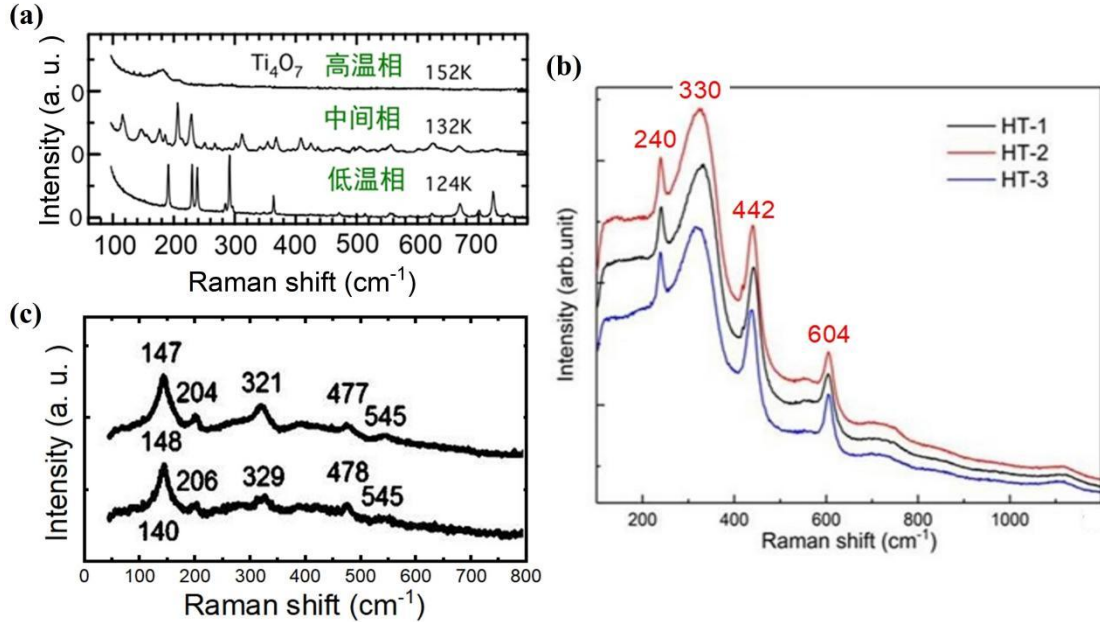 (a)
Intensity (a. u.)
Ti4O7 高温相 152K
0
中间相 132K
0
低温相 124K
0
100 200 300 400 500 600 700
Raman shift (cm-1)
(b)
Intensity (arb.unit)
330
240
442
604
HT-1
HT-2
HT-3
200 400 600 800 1000
Raman shift (cm-1)
(c)
Intensity (a. u.)
147
204 321 477
545
148
206 329 478
545
140
0 100 200 300 400 500 600 700 800
Raman shift (cm-1)